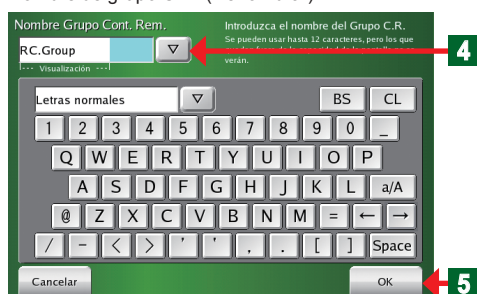 Nombre Grupo Cont. Rem.
Introduzca el nombre del Grupo C.R.
Se pueden usar hasta 12 caracteres, pero los que
verán.
RC.Group
▽
4
|--- Visualización ---|
Letras normales ▽ BS CL
1 2 3 4 5 6 7 8 9 0 _
Q W E R T Y U I O P
A S D F G H J K L a/A
@ Z X C V B N M = ← →
/ - < > ' ' , . [ ] Space
Cancelar OK
5